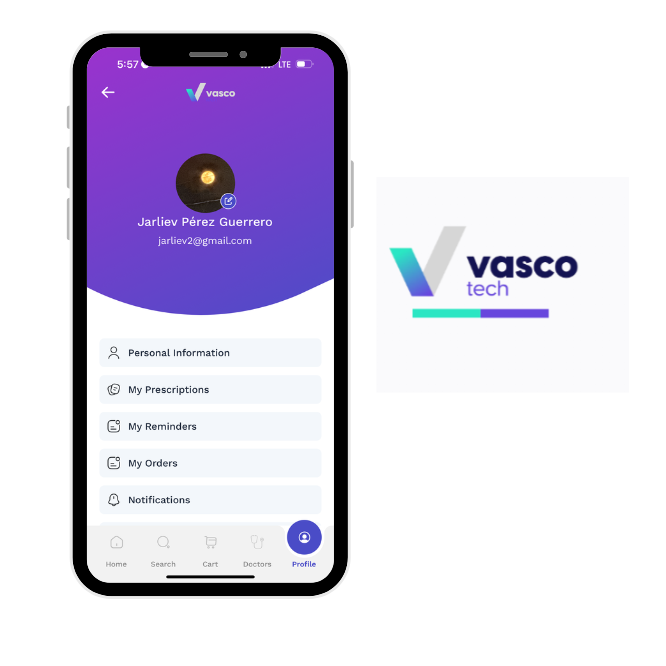 5:57
LTE
vasco
Jarliev Pérez Guerrero
jarliev2@gmail.com
Personal Information
My Prescriptions
My Reminders
My Orders
Notifications
Home Search Cart Doctors Profile
vasco
tech